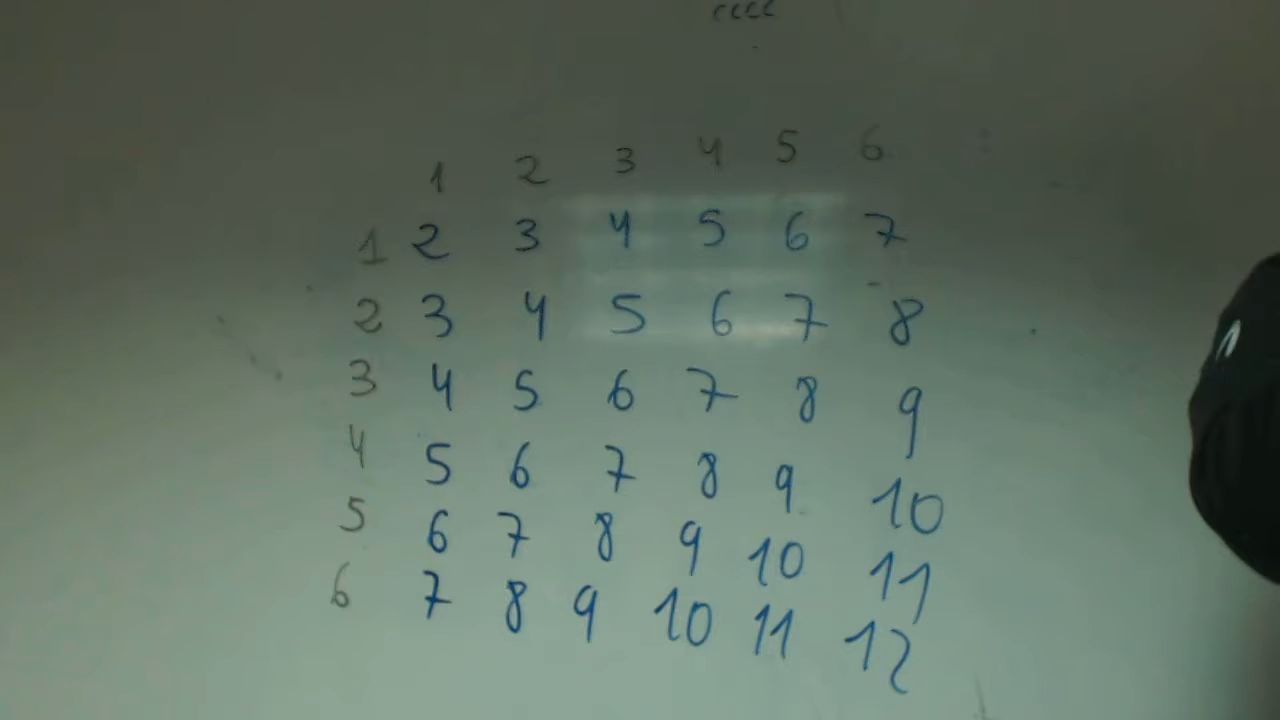 1 2 3 4 5 6
1 2 3 4 5 6 7
2 3 4 5 6 7 8
3 4 5 6 7 8 9
4 5 6 7 8 9 10
5 6 7 8 9 10 11
6 7 8 9 10 11 12